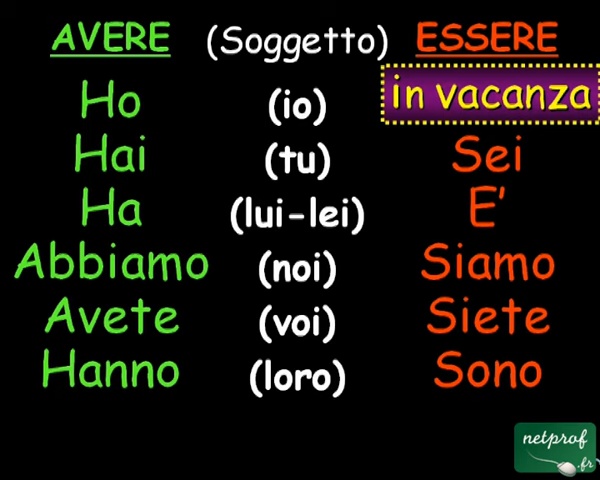 AVERE (Soggetto) ESSERE
Ho (io) in vacanza
Hai (tu) Sei
Ha (lui-lei) E'
Abbiamo (noi) Siamo
Avete (voi) Siete
Hanno (loro) Sono
netprof
.fr